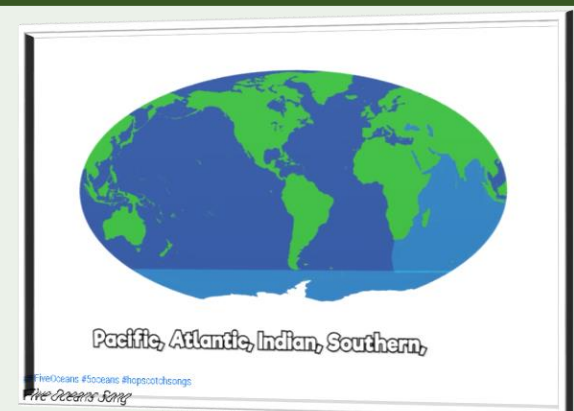 Pacific, Atlantic, Indian, Southern,
#FiveOceans #5oceans #hopscotchsongs
Five Oceans Song